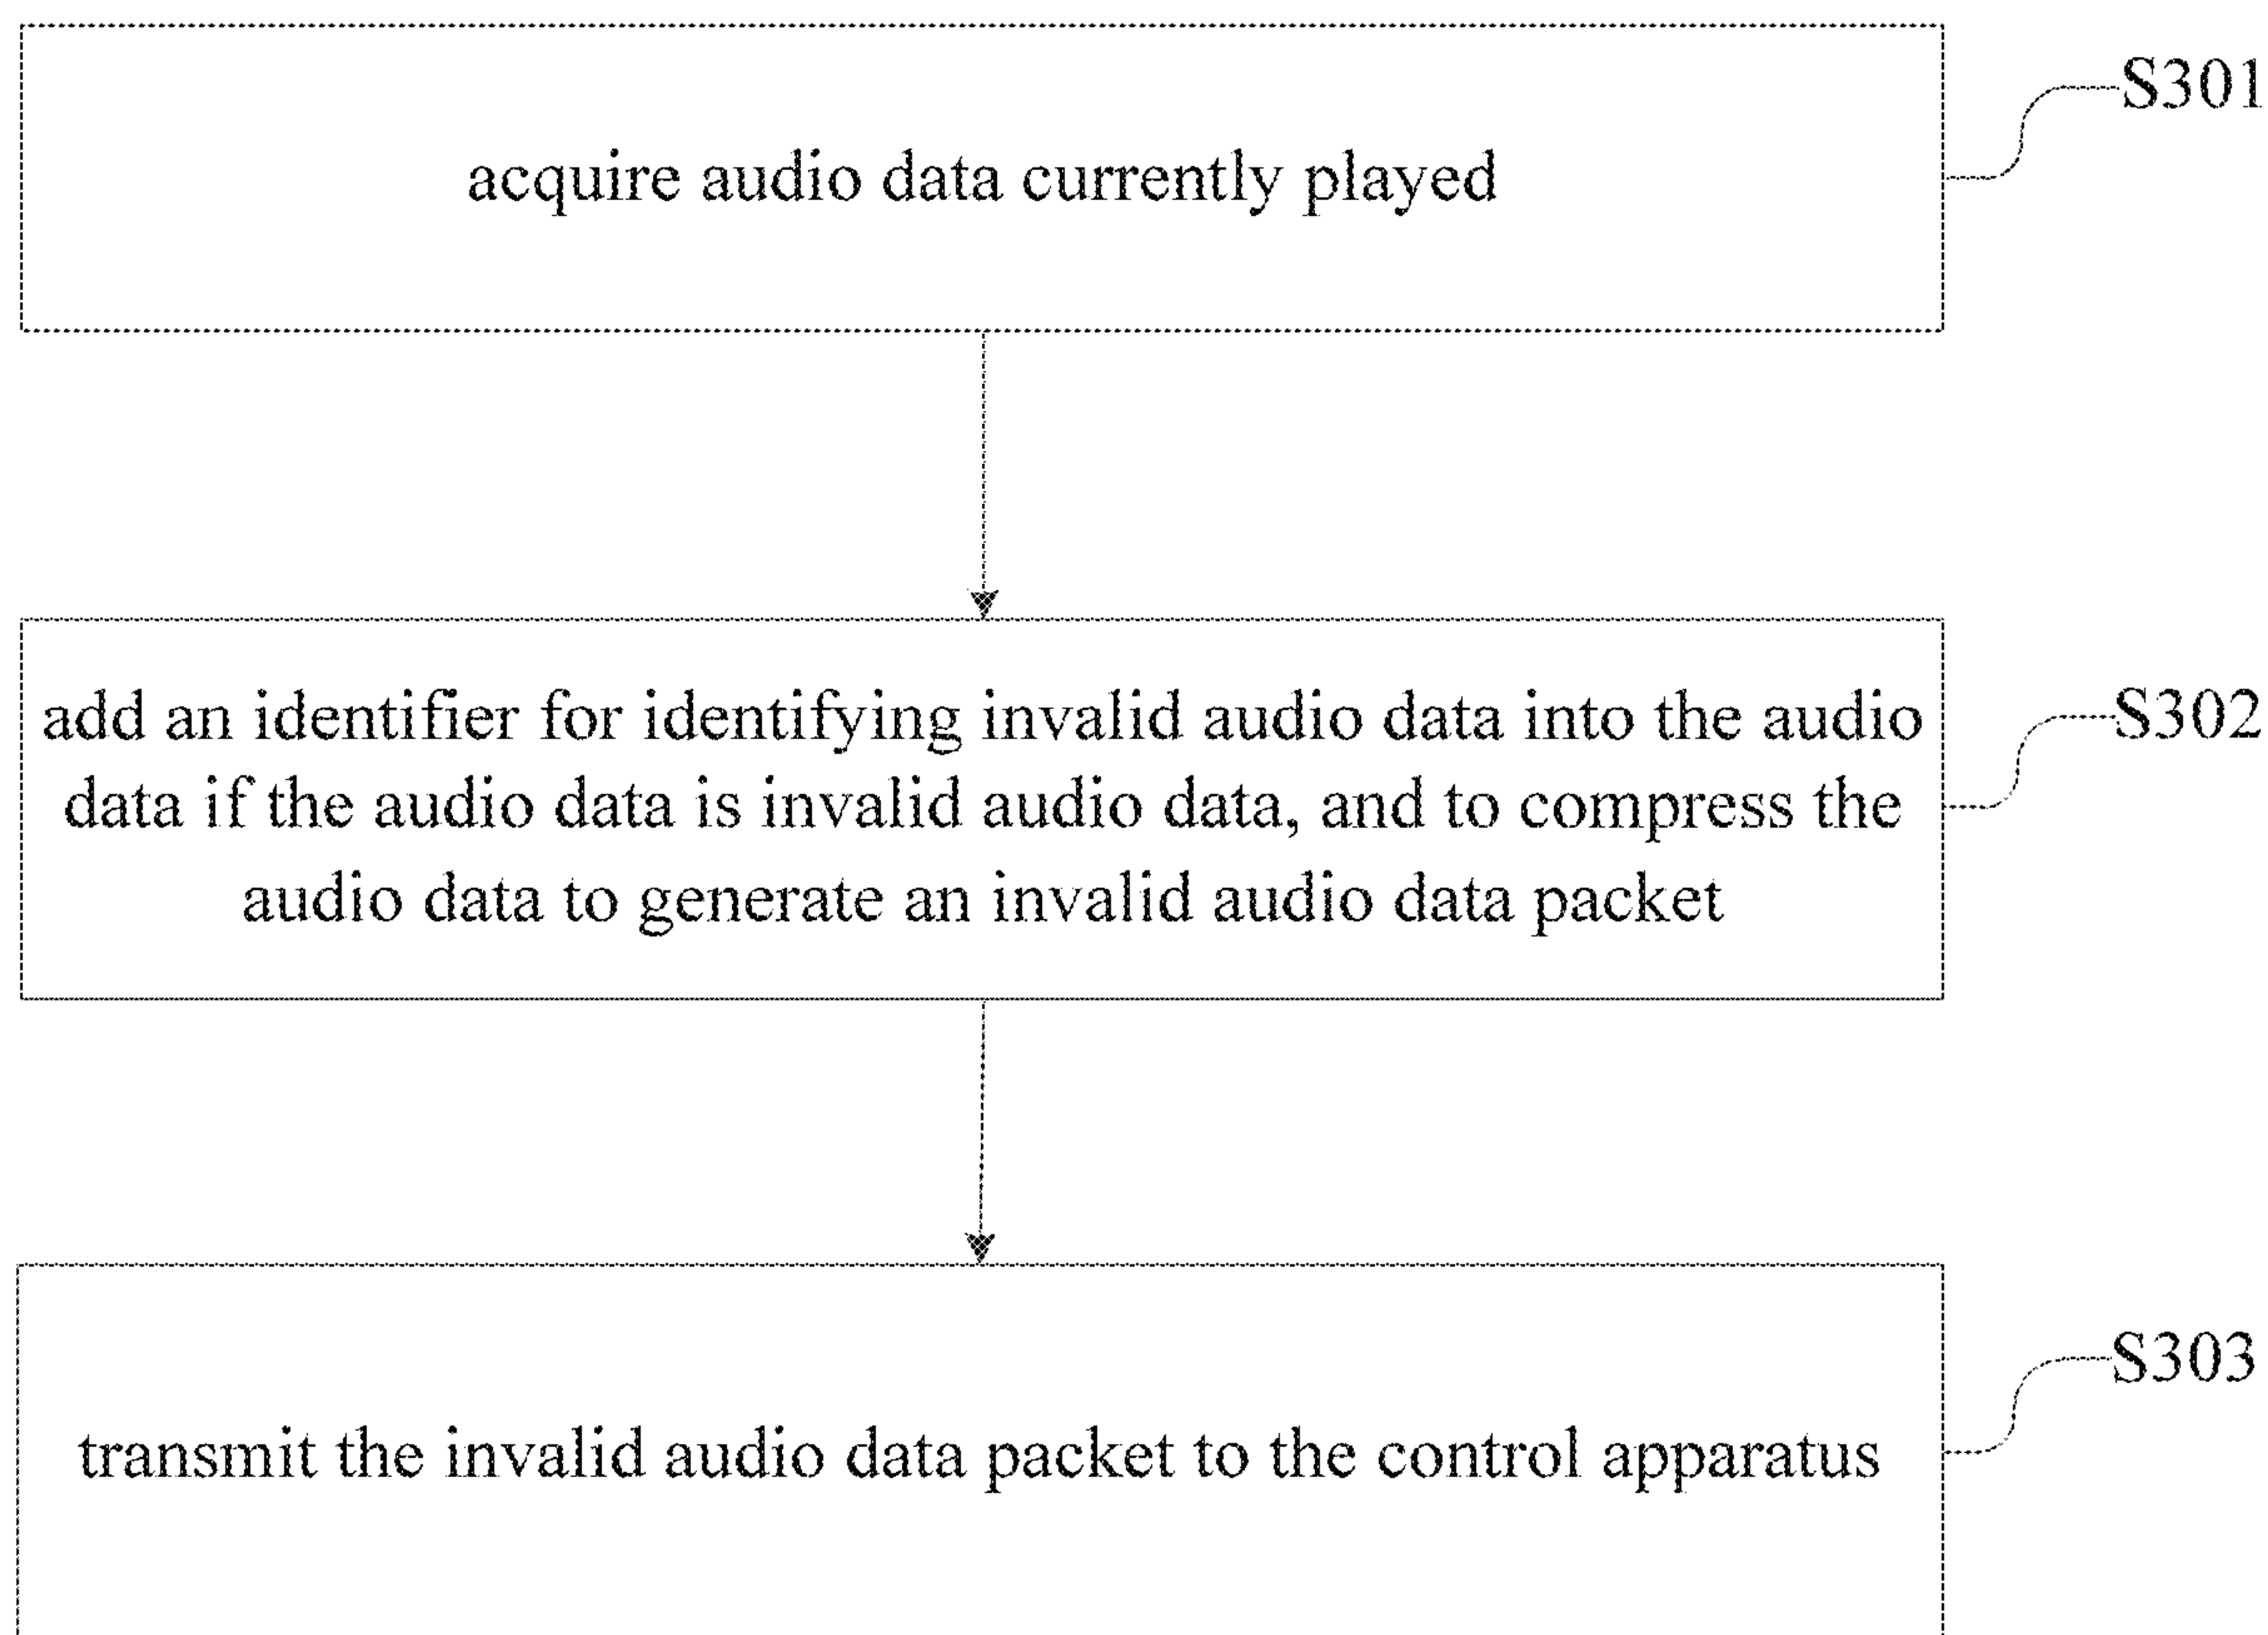 S301
acquire audio data currently played
add an identifier for identifying invalid audio data into the audio
S302
data if the audio data is invalid audio data, and to compress the
audio data to generate an invalid audio data packet
S303
transmit the invalid audio data packet to the control apparatus